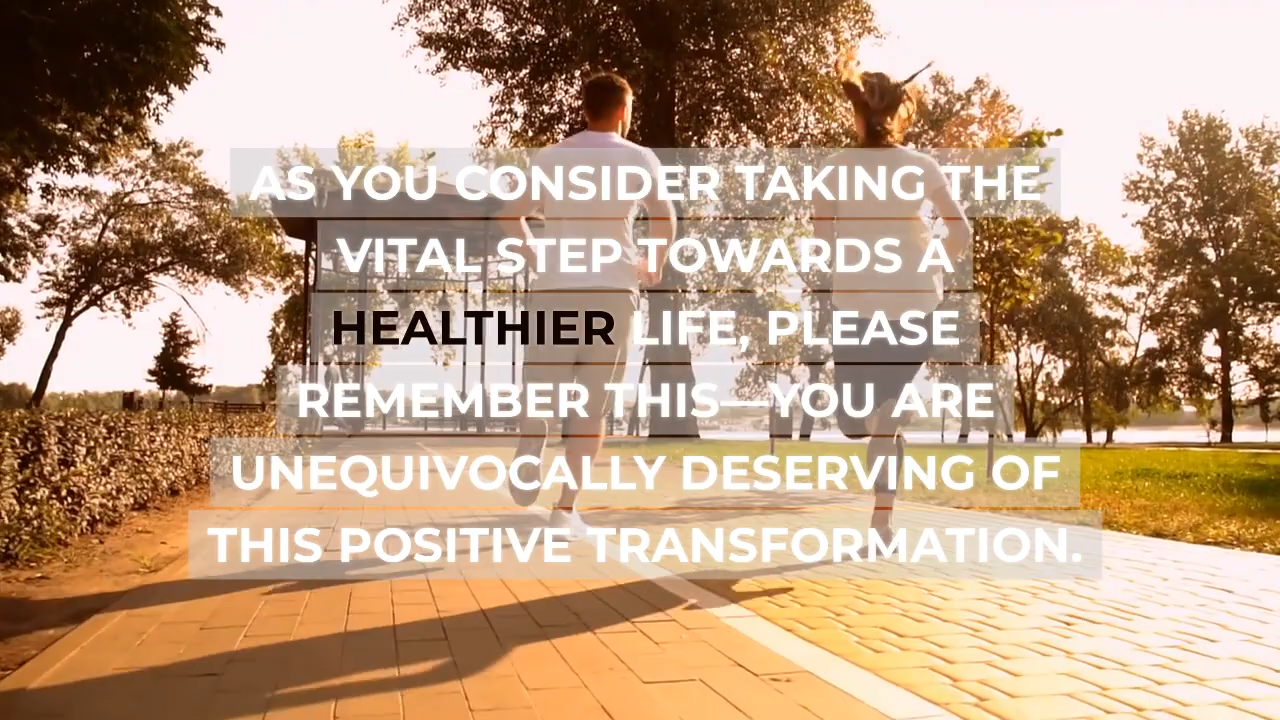 AS YOU CONSIDER TAKING THE
VITAL STEP TOWARDS A
HEALTHIER LIFE, PLEASE
REMEMBER THIS—YOU ARE
UNEQUIVOCALLY DESERVING OF
THIS POSITIVE TRANSFORMATION.